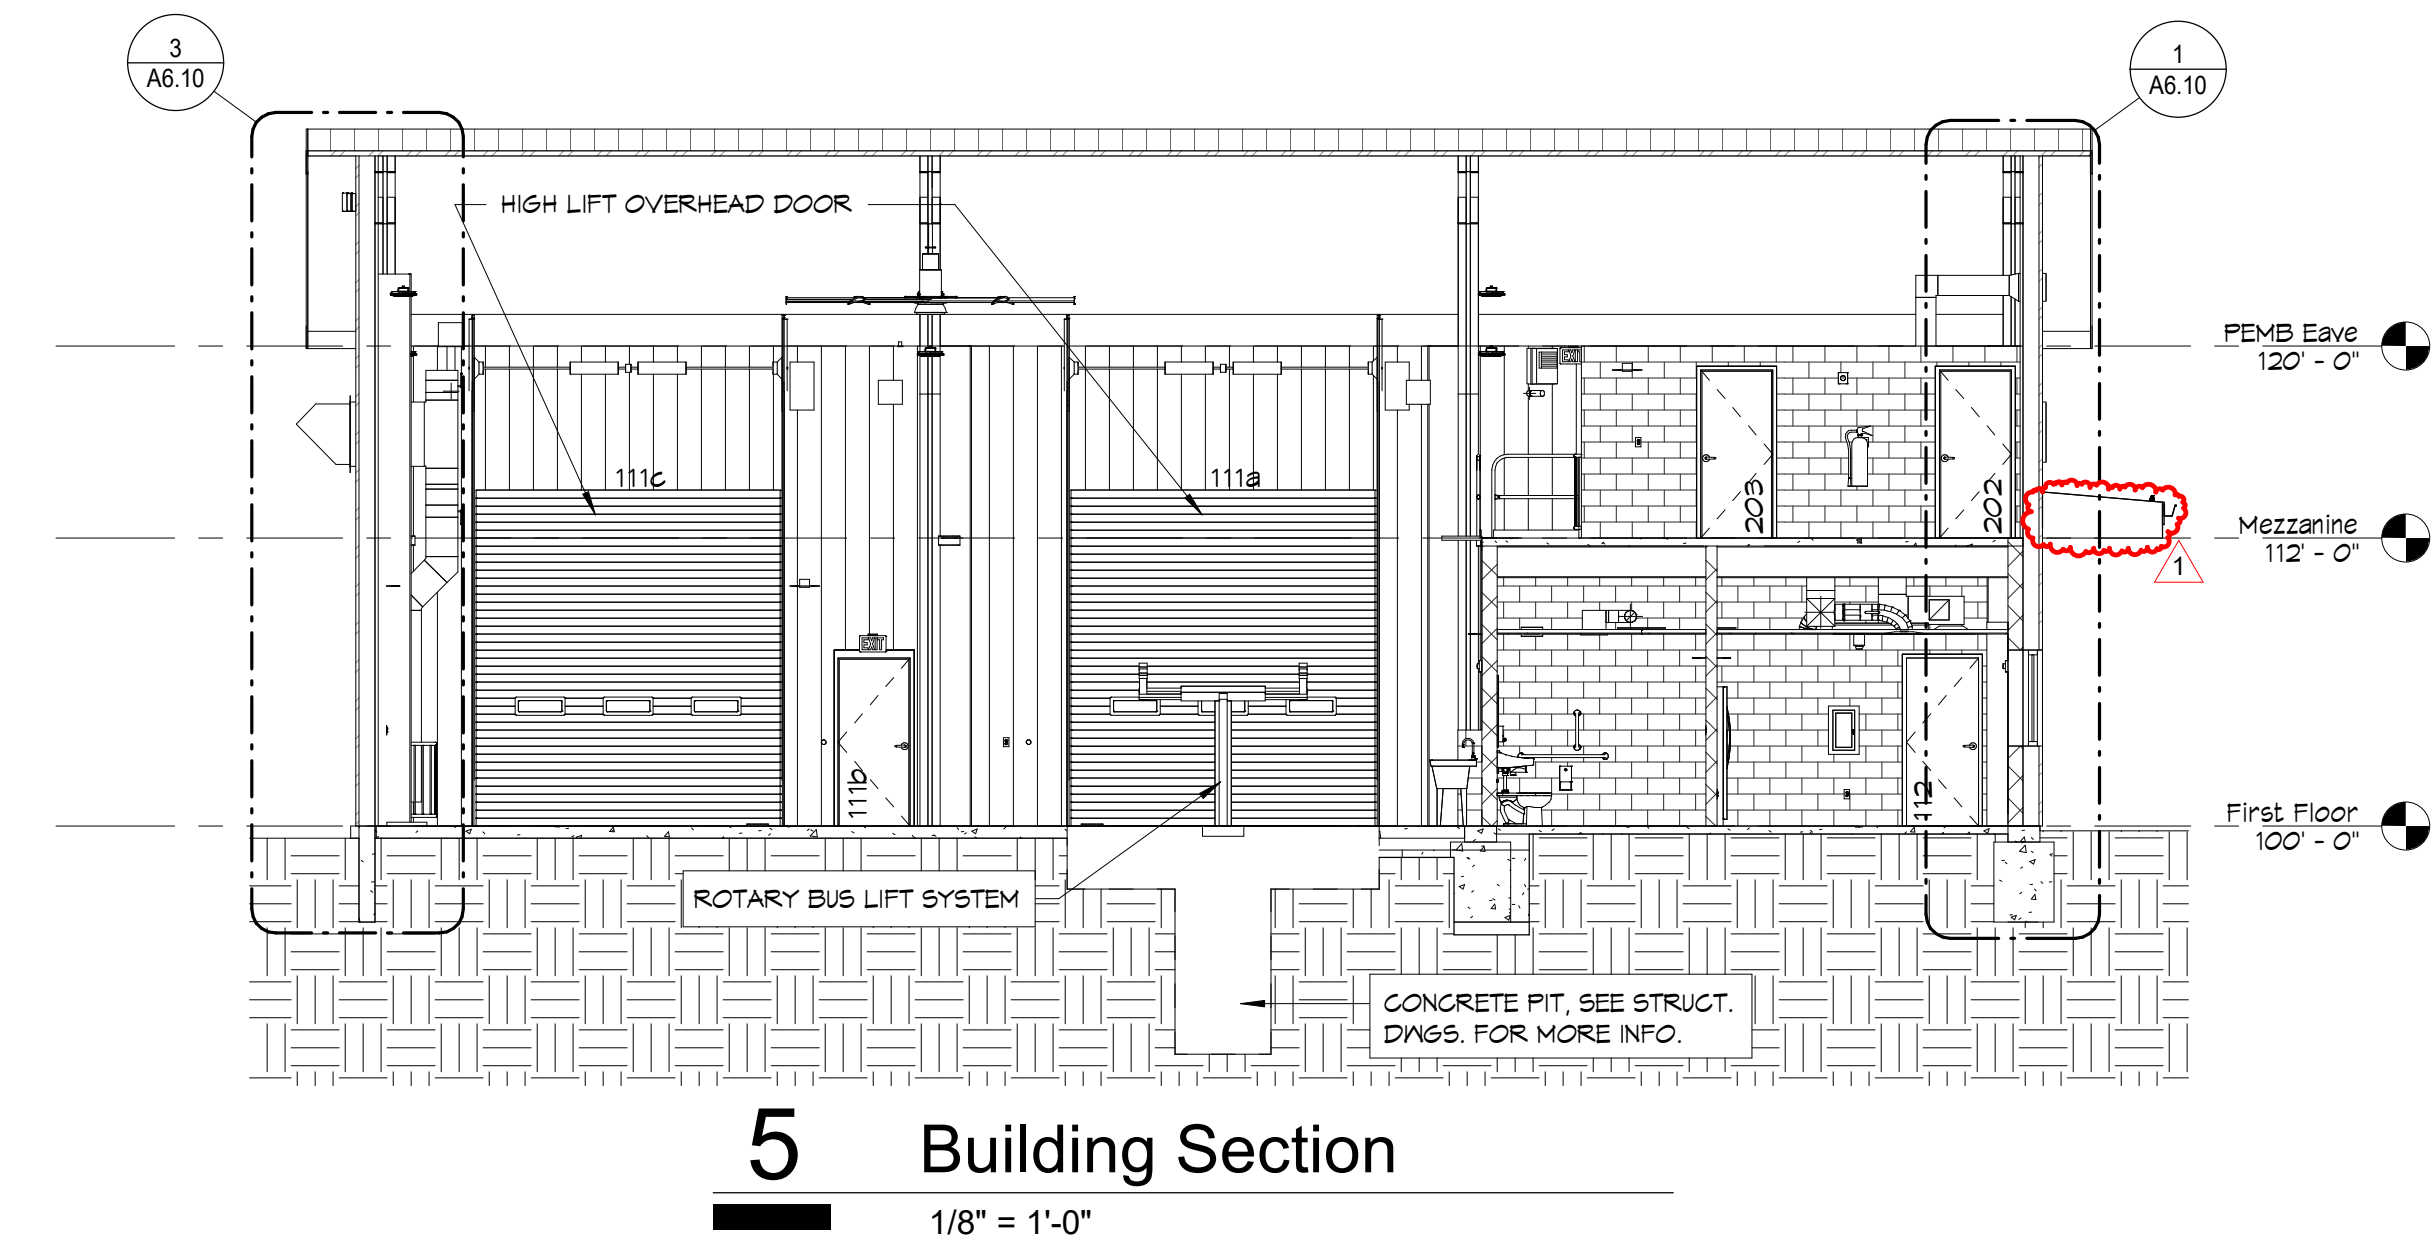 3
A6.10
1
A6.10
HIGH LIFT OVERHEAD DOOR
PEMB Eave
120' - 0"
EXIT
111c
111a
203
202
Mezzanine
112' - 0"
1
EXIT
111b
112
First Floor
100' - 0"
ROTARY BUS LIFT SYSTEM
CONCRETE PIT, SEE STRUCT.
DWGS. FOR MORE INFO.
5 Building Section
1/8" = 1'-0"